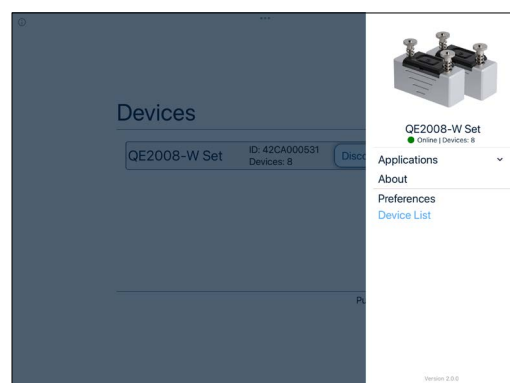 Devices
QE2008-W Set
ID: 42CA000531
Devices: 8
Disco
Pu
QE2008-W Set
Online | Devices: 8
Applications
About
Preferences
Device List
Version 2.0.0